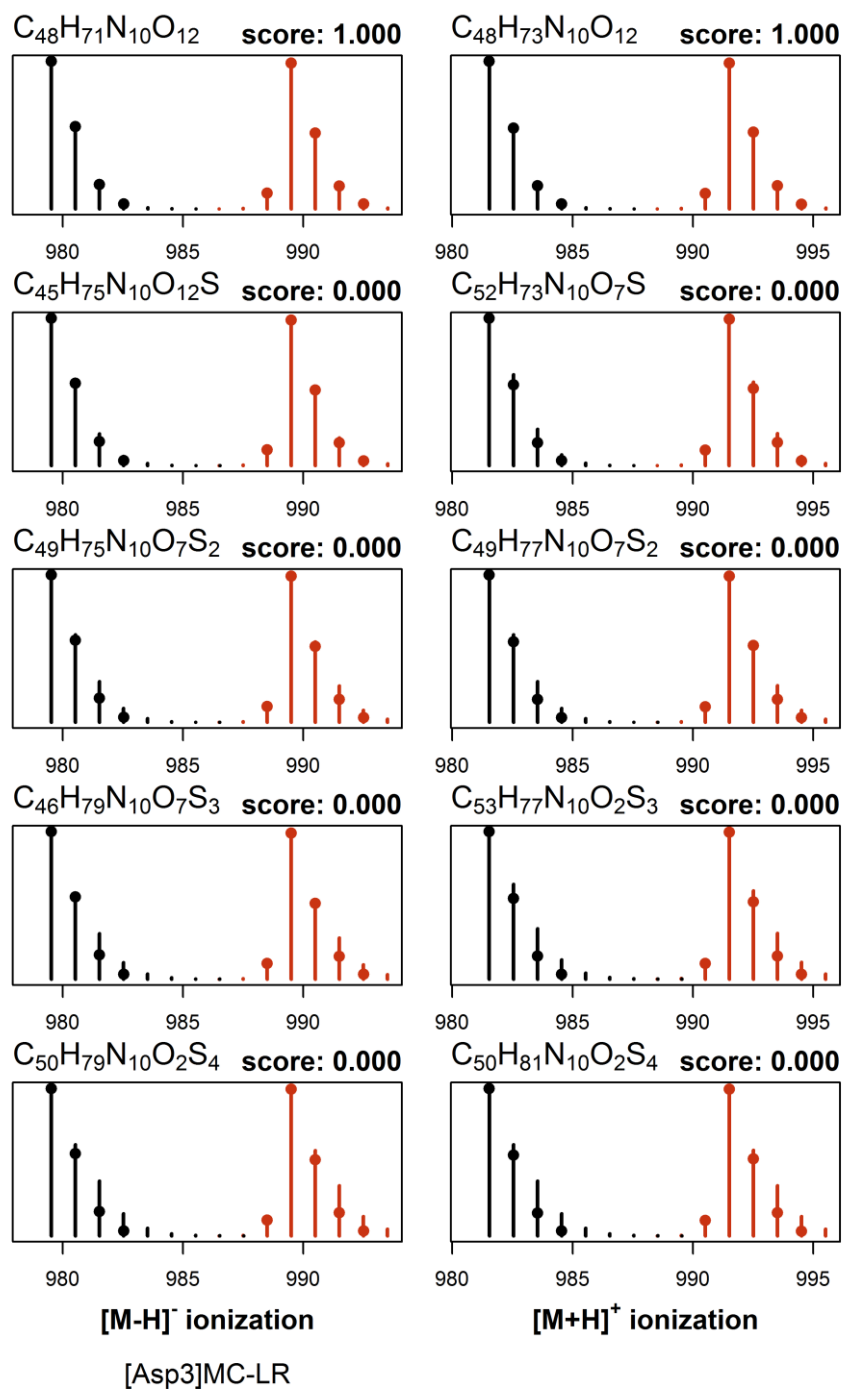 C₄₈H₇₁N₁₀O₁₂ score: 1.000 C₄₈H₇₃N₁₀O₁₂ score: 1.000
980 985 990 980 985 990 995
C₄₅H₇₅N₁₀O₁₂S score: 0.000 C₅₂H₇₃N₁₀O₇S score: 0.000
980 985 990 980 985 990 995
C₄₉H₇₅N₁₀O₇S₂ score: 0.000 C₄₉H₇₇N₁₀O₇S₂ score: 0.000
980 985 990 980 985 990 995
C₄₆H₇₉N₁₀O₇S₃ score: 0.000 C₅₃H₇₇N₁₀O₂S₃ score: 0.000
980 985 990 980 985 990 995
C₅₀H₇₉N₁₀O₂S₄ score: 0.000 C₅₀H₈₁N₁₀O₂S₄ score: 0.000
980 985 990 980 985 990 995
[M-H]⁻ ionization [M+H]⁺ ionization
[Asp3]MC-LR